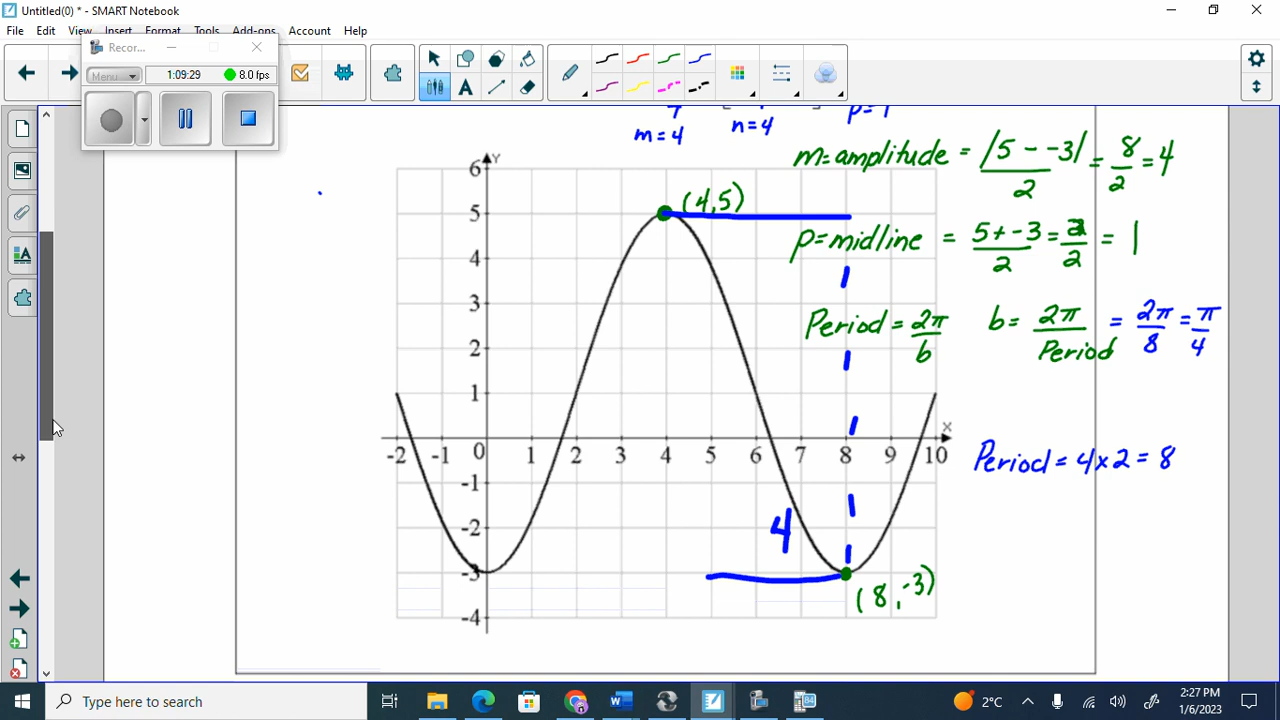 Untitled(0) * - SMART Notebook
File Edit View Insert Format Tools Add-ons Account Help
Recor...
Menu 1:09:29 8.0 fps
m=4 n=4
m=amplitude = |5 - -3| / 2 = 8/2 = 4
(4,5)
p=midline = 5+-3 / 2 = 2/2 = 1
Period = 2π/b b = 2π/Period = 2π/8 = π/4
Period = 4x2 = 8
4
(8,-3)
Y
6
5
4
3
2
1
X
-2 -1 0 1 2 3 4 5 6 7 8 9 10
-1
-2
-3
-4
Type here to search
2°C
2:27 PM
1/6/2023